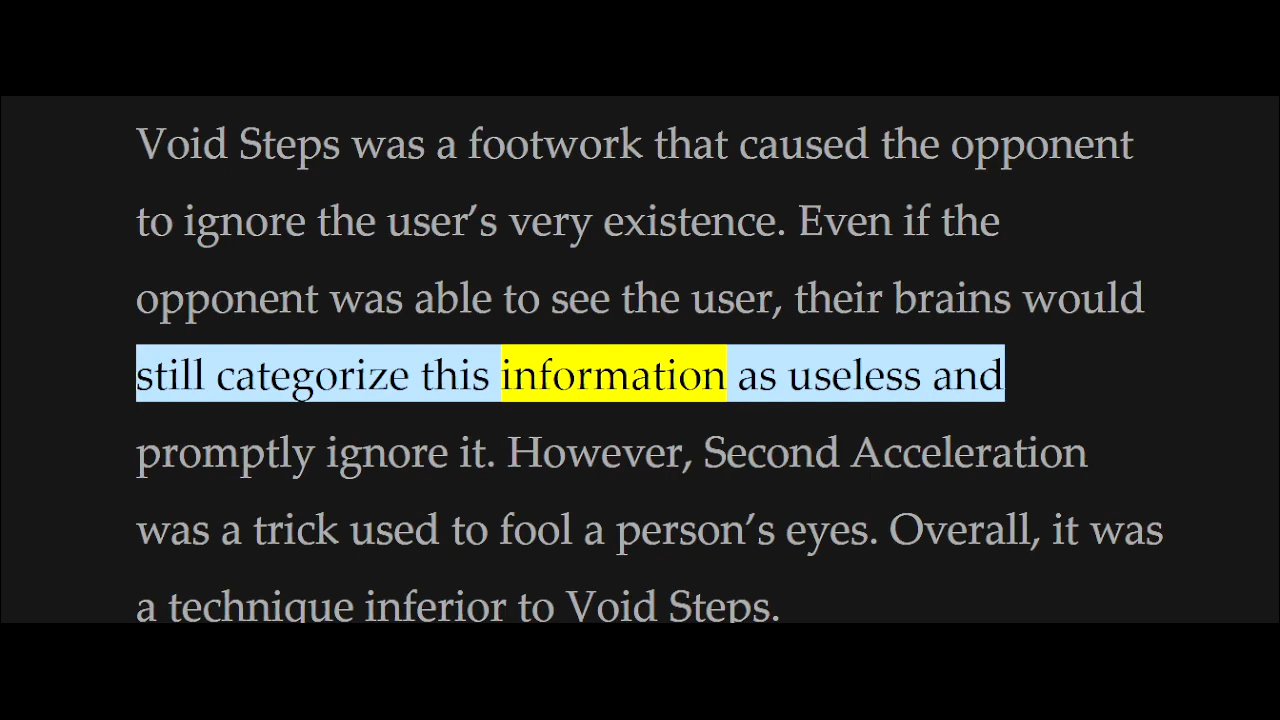 Void Steps was a footwork that caused the opponent
to ignore the user’s very existence. Even if the
opponent was able to see the user, their brains would
still categorize this information as useless and
promptly ignore it. However, Second Acceleration
was a trick used to fool a person’s eyes. Overall, it was
a technique inferior to Void Steps.